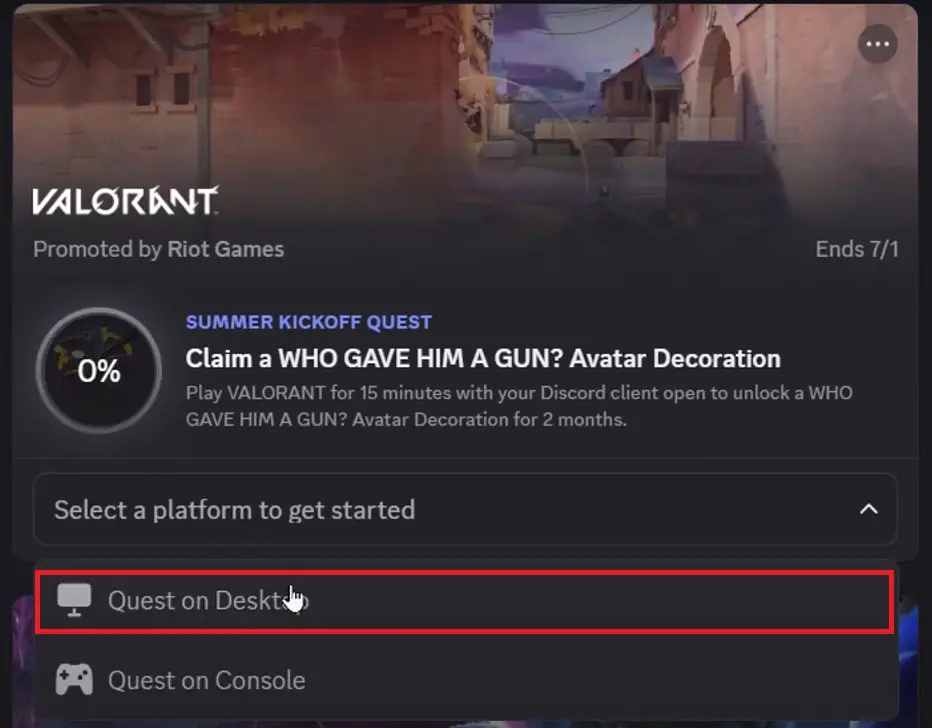 VALORANT
Promoted by Riot Games
Ends 7/1
0%
SUMMER KICKOFF QUEST
Claim a WHO GAVE HIM A GUN? Avatar Decoration
Play VALORANT for 15 minutes with your Discord client open to unlock a WHO
GAVE HIM A GUN? Avatar Decoration for 2 months.
Select a platform to get started
Quest on Desktop
Quest on Console